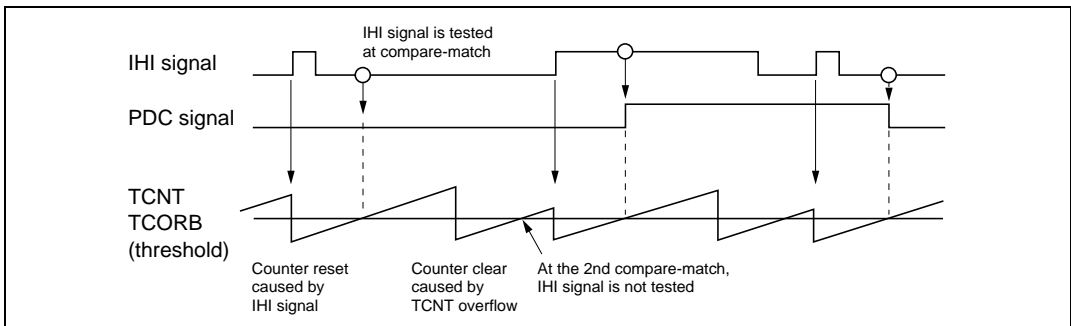 IHI signal is tested
at compare-match
IHI signal
PDC signal
TCNT
TCORB
(threshold)
Counter reset
caused by
IHI signal
Counter clear
caused by
TCNT overflow
At the 2nd compare-match,
IHI signal is not tested